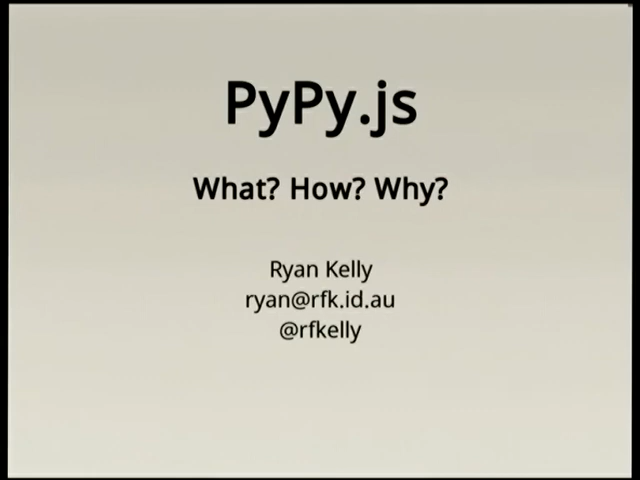 PyPy.js
What? How? Why?
Ryan Kelly
ryan@rfk.id.au
@rfkelly